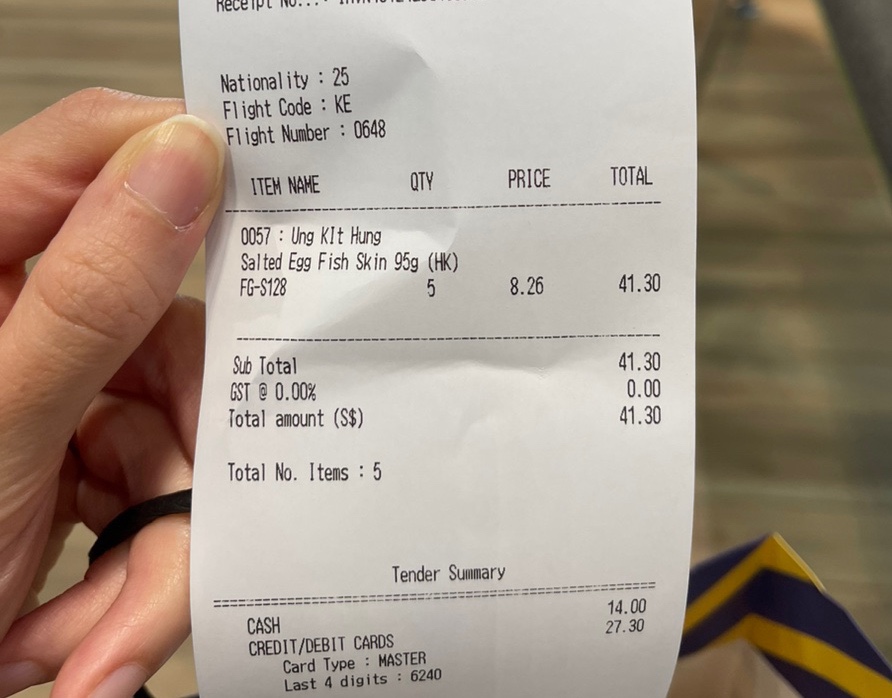 Receipt No...:
Nationality : 25
Flight Code : KE
Flight Number : 0648
ITEM NAME QTY PRICE TOTAL
0057 : Ung KIt Hung
Salted Egg Fish Skin 95g (HK)
FG-S128 5 8.26 41.30
Sub Total 41.30
GST @ 0.00% 0.00
Total amount (S$) 41.30
Total No. Items : 5
Tender Summary
CASH 14.00
CREDIT/DEBIT CARDS 27.30
Card Type : MASTER
Last 4 digits : 6240